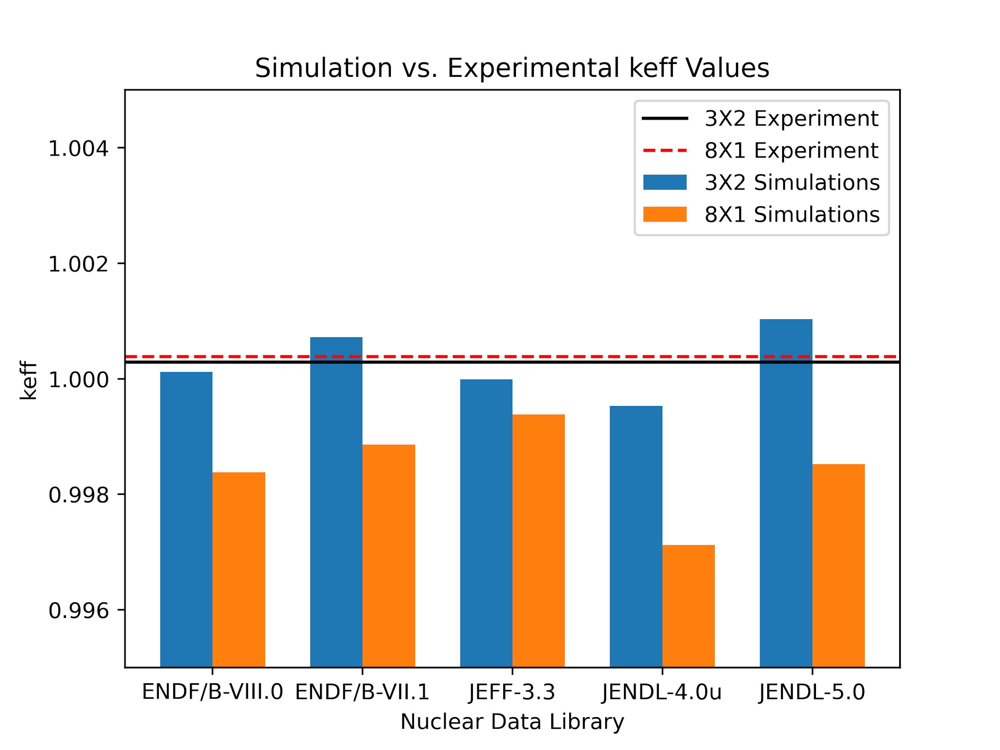 Simulation vs. Experimental keff Values
3X2 Experiment
8X1 Experiment
3X2 Simulations
8X1 Simulations
1.004
1.002
1.000
0.998
0.996
keff
ENDF/B-VIII.0 ENDF/B-VII.1 JEFF-3.3 JENDL-4.0u JENDL-5.0
Nuclear Data Library